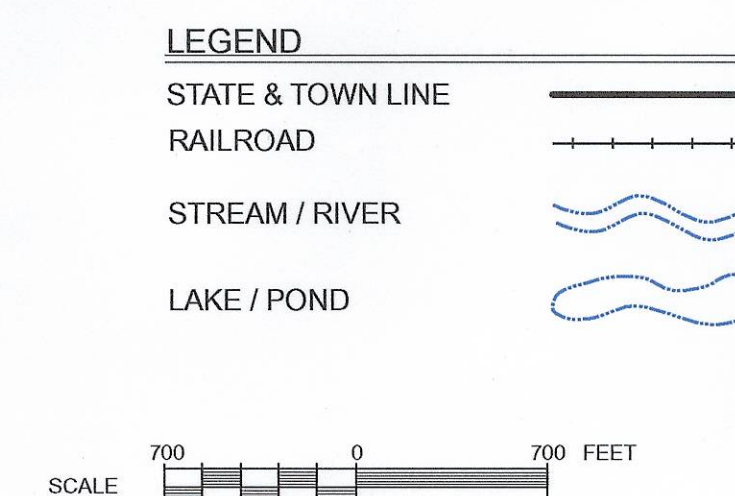 LEGEND
STATE & TOWN LINE
RAILROAD
STREAM / RIVER
LAKE / POND
700 0 700 FEET
SCALE